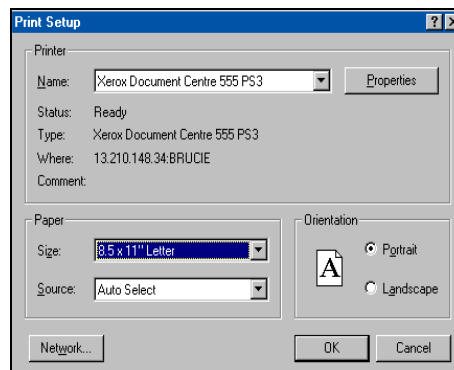 Print Setup
Printer
Name: Xerox Document Centre 555 PS3 Properties
Status: Ready
Type: Xerox Document Centre 555 PS3
Where: 13.210.148.34:BRUCIE
Comment:
Paper
Size: 8.5 x 11" Letter
Source: Auto Select
Orientation
A
Portrait
Landscape
Network... OK Cancel